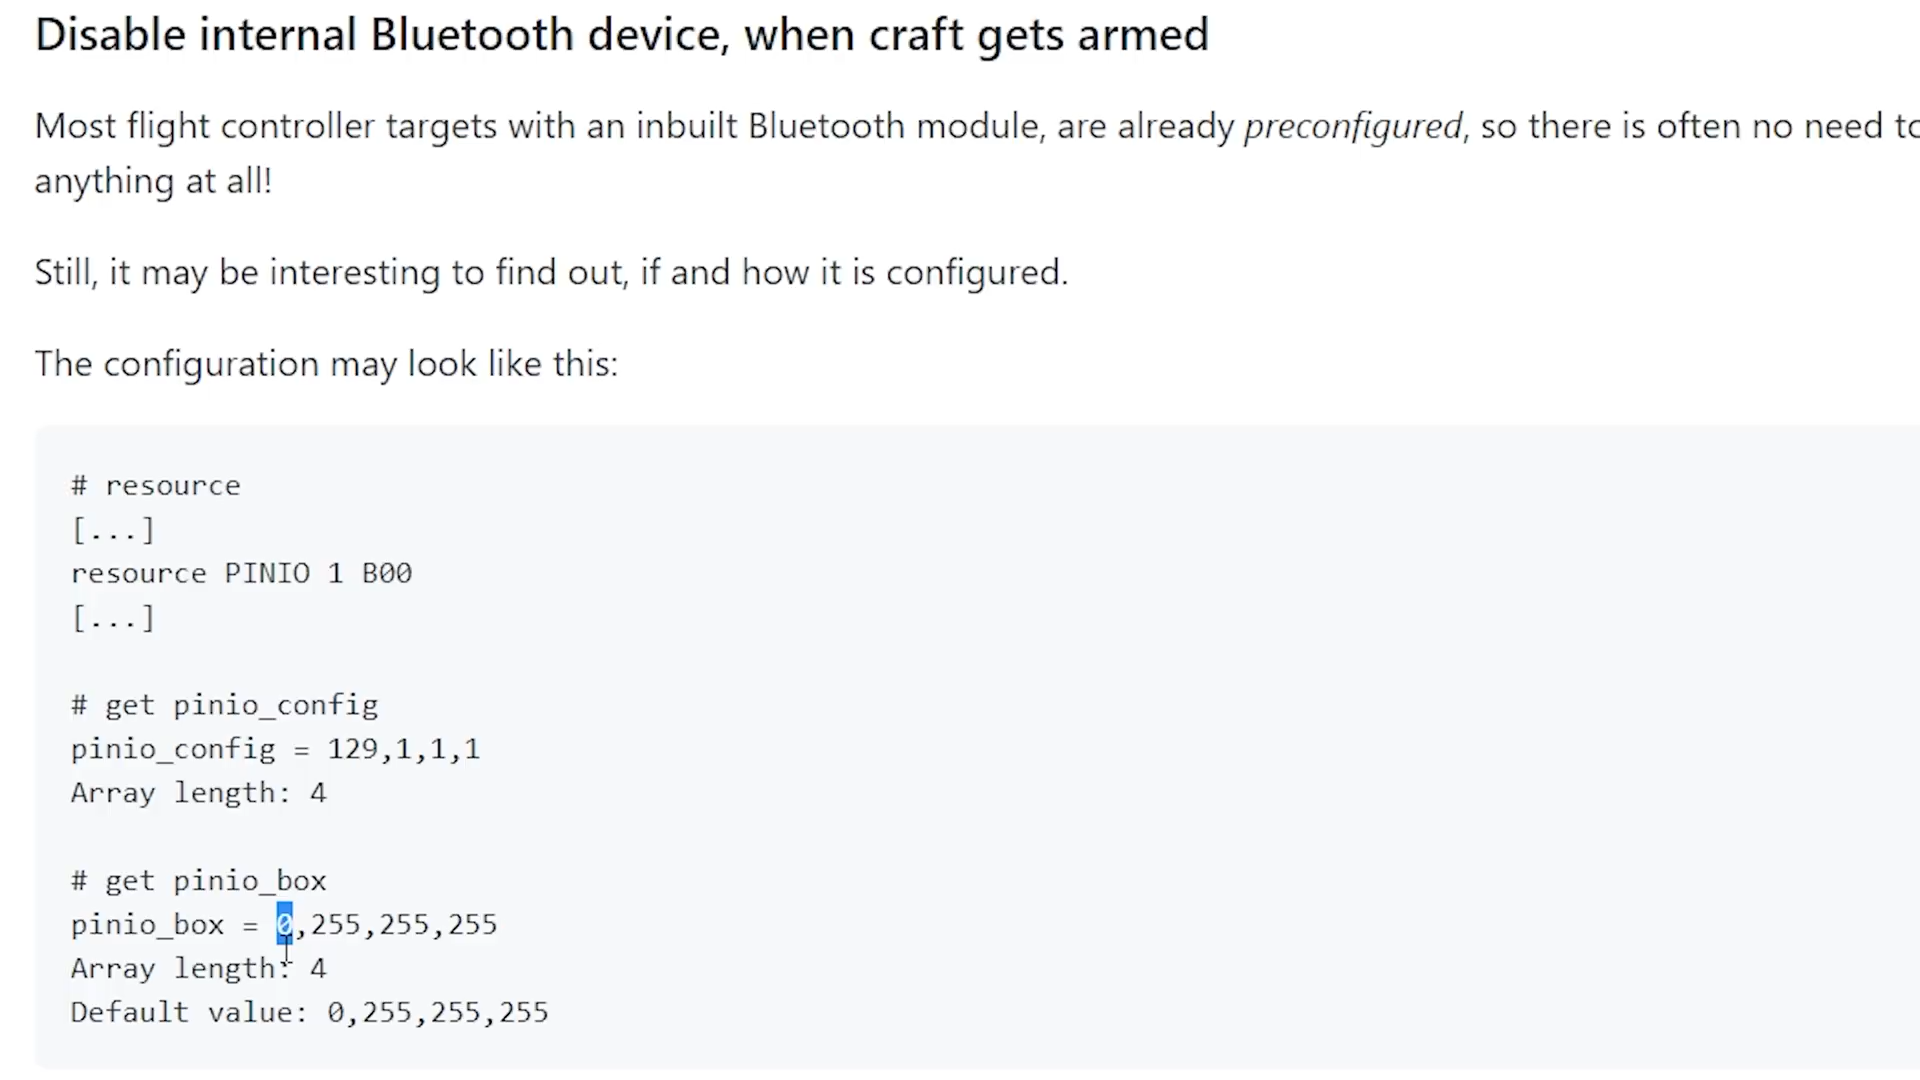 Disable internal Bluetooth device, when craft gets armed
Most flight controller targets with an inbuilt Bluetooth module, are already preconfigured, so there is often no need to
anything at all!
Still, it may be interesting to find out, if and how it is configured.
The configuration may look like this:
# resource
[...]
resource PINIO 1 B00
[...]
# get pinio_config
pinio_config = 129,1,1,1
Array length: 4
# get pinio_box
pinio_box = 0,255,255,255
Array length: 4
Default value: 0,255,255,255